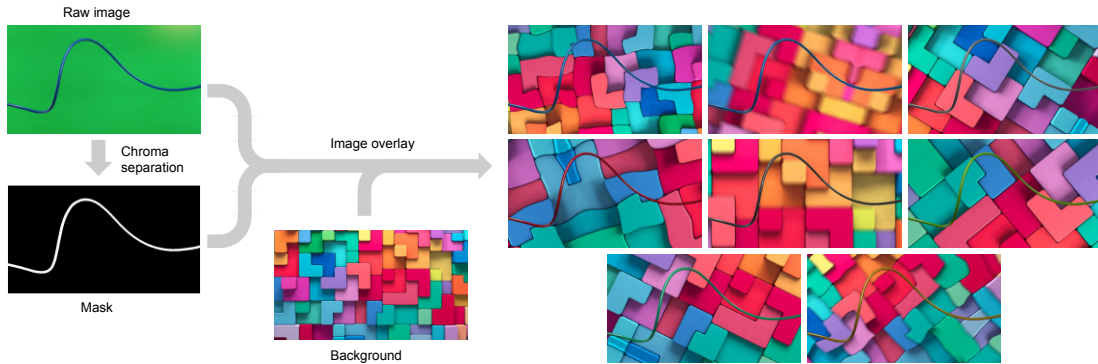 Raw image
Chroma
separation
Image overlay
Mask
Background